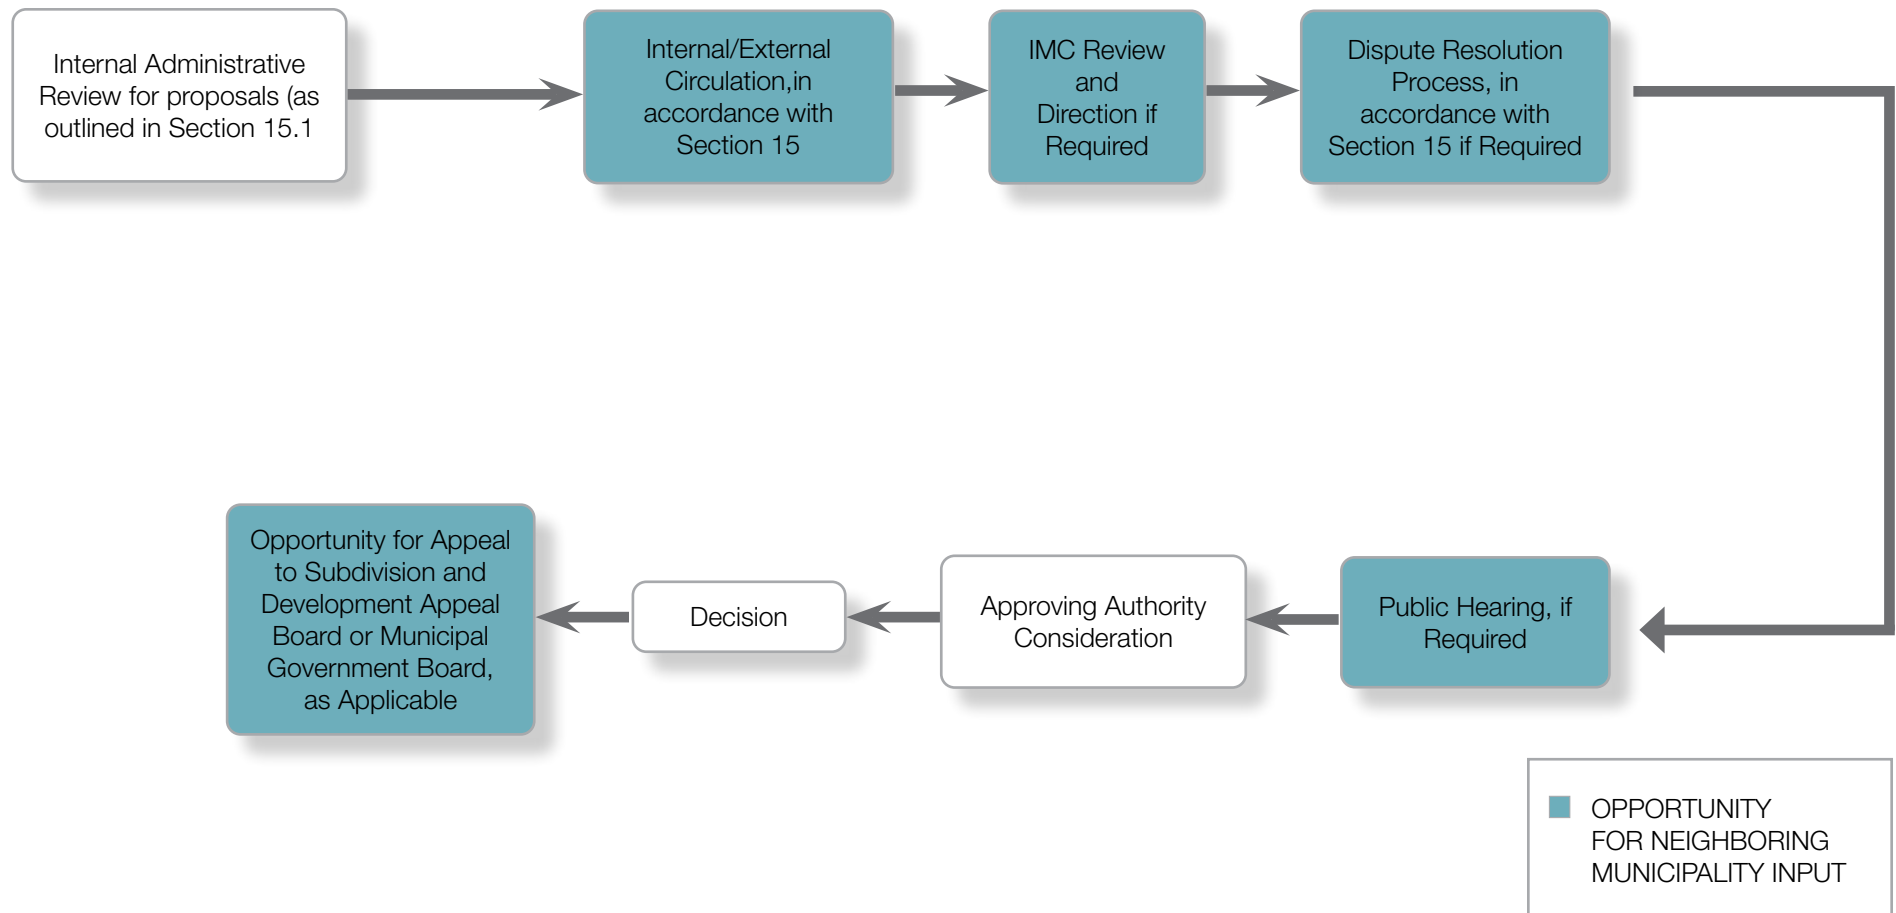 Internal Administrative
Review for proposals (as
outlined in Section 15.1
Internal/External
Circulation,in
accordance with
Section 15
IMC Review
and
Direction if
Required
Dispute Resolution
Process, in
accordance with
Section 15 if Required
Public Hearing, if
Required
Approving Authority
Consideration
Decision
Opportunity for Appeal
to Subdivision and
Development Appeal
Board or Municipal
Government Board,
as Applicable
OPPORTUNITY
FOR NEIGHBORING
MUNICIPALITY INPUT